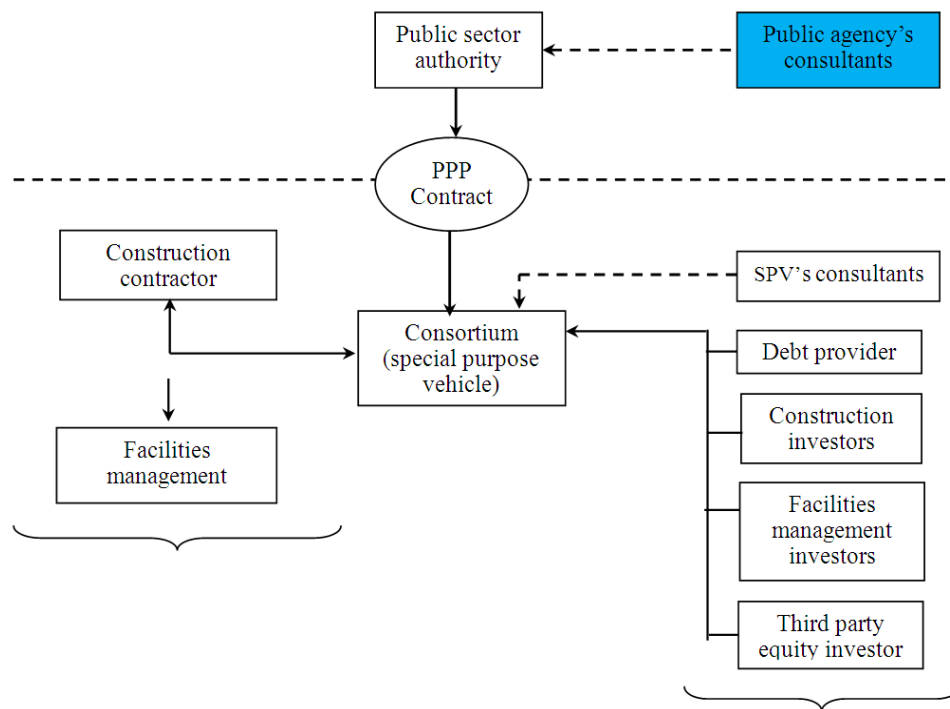 Public sector
authority
Public agency's
consultants
PPP
Contract
Construction
contractor
SPV's consultants
Consortium
(special purpose
vehicle)
Debt provider
Construction
investors
Facilities
management
Facilities
management
investors
Third party
equity investor